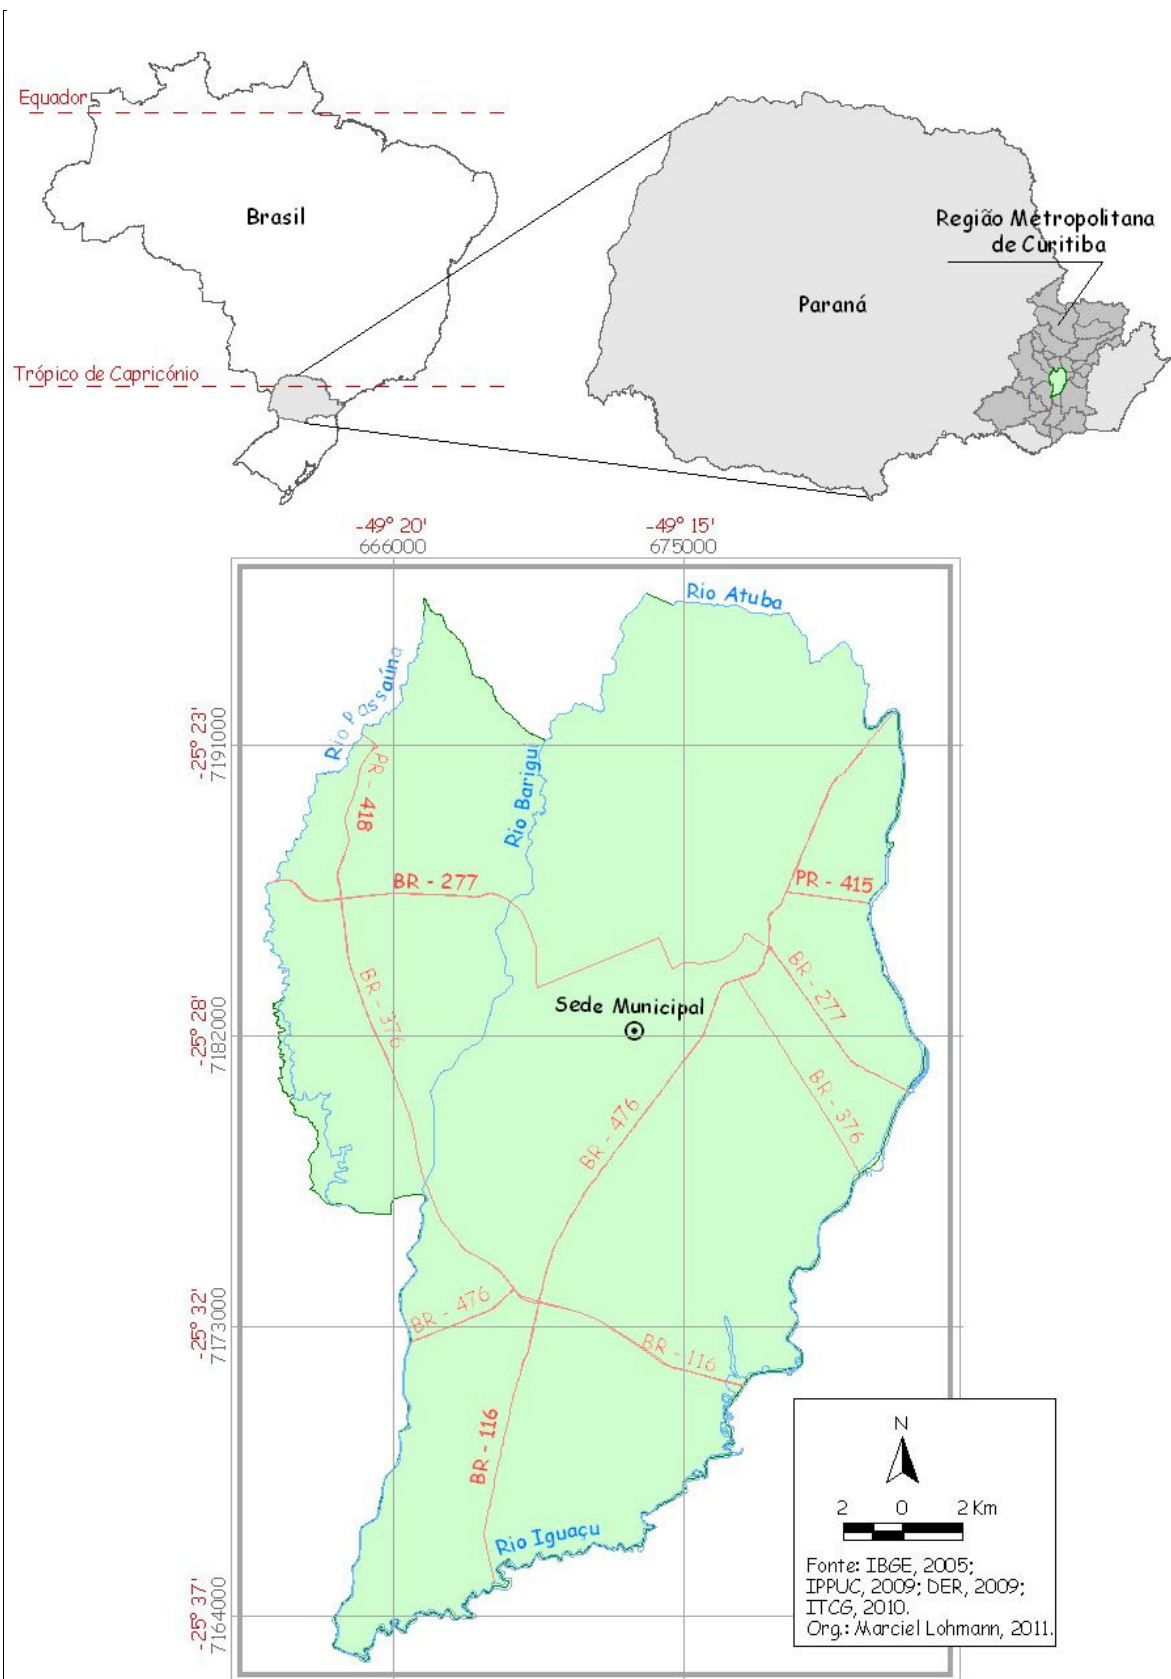 Equador
Brasil
Região Metropolitana
de Curitiba
Paraná
Trópico de Capricónio
-49° 20'
-49° 15'
666000
675000
Rio Atuba
Rio Passaúna
-25° 23'
7191000
Rio Barigui
PR - 418
BR - 277
PR - 415
BR - 277
BR - 376
Sede Municipal
-25° 28'
7182000
BR - 376
BR - 476
BR - 476
-25° 32'
7173000
BR - 116
BR - 116
N
2 0 2 Km
Rio Iguaçu
Fonte: IBGE, 2005;
IPPUC, 2009; DER, 2009;
ITCG, 2010.
Org.: Marciel Lohmann, 2011.
-25° 37'
7164000